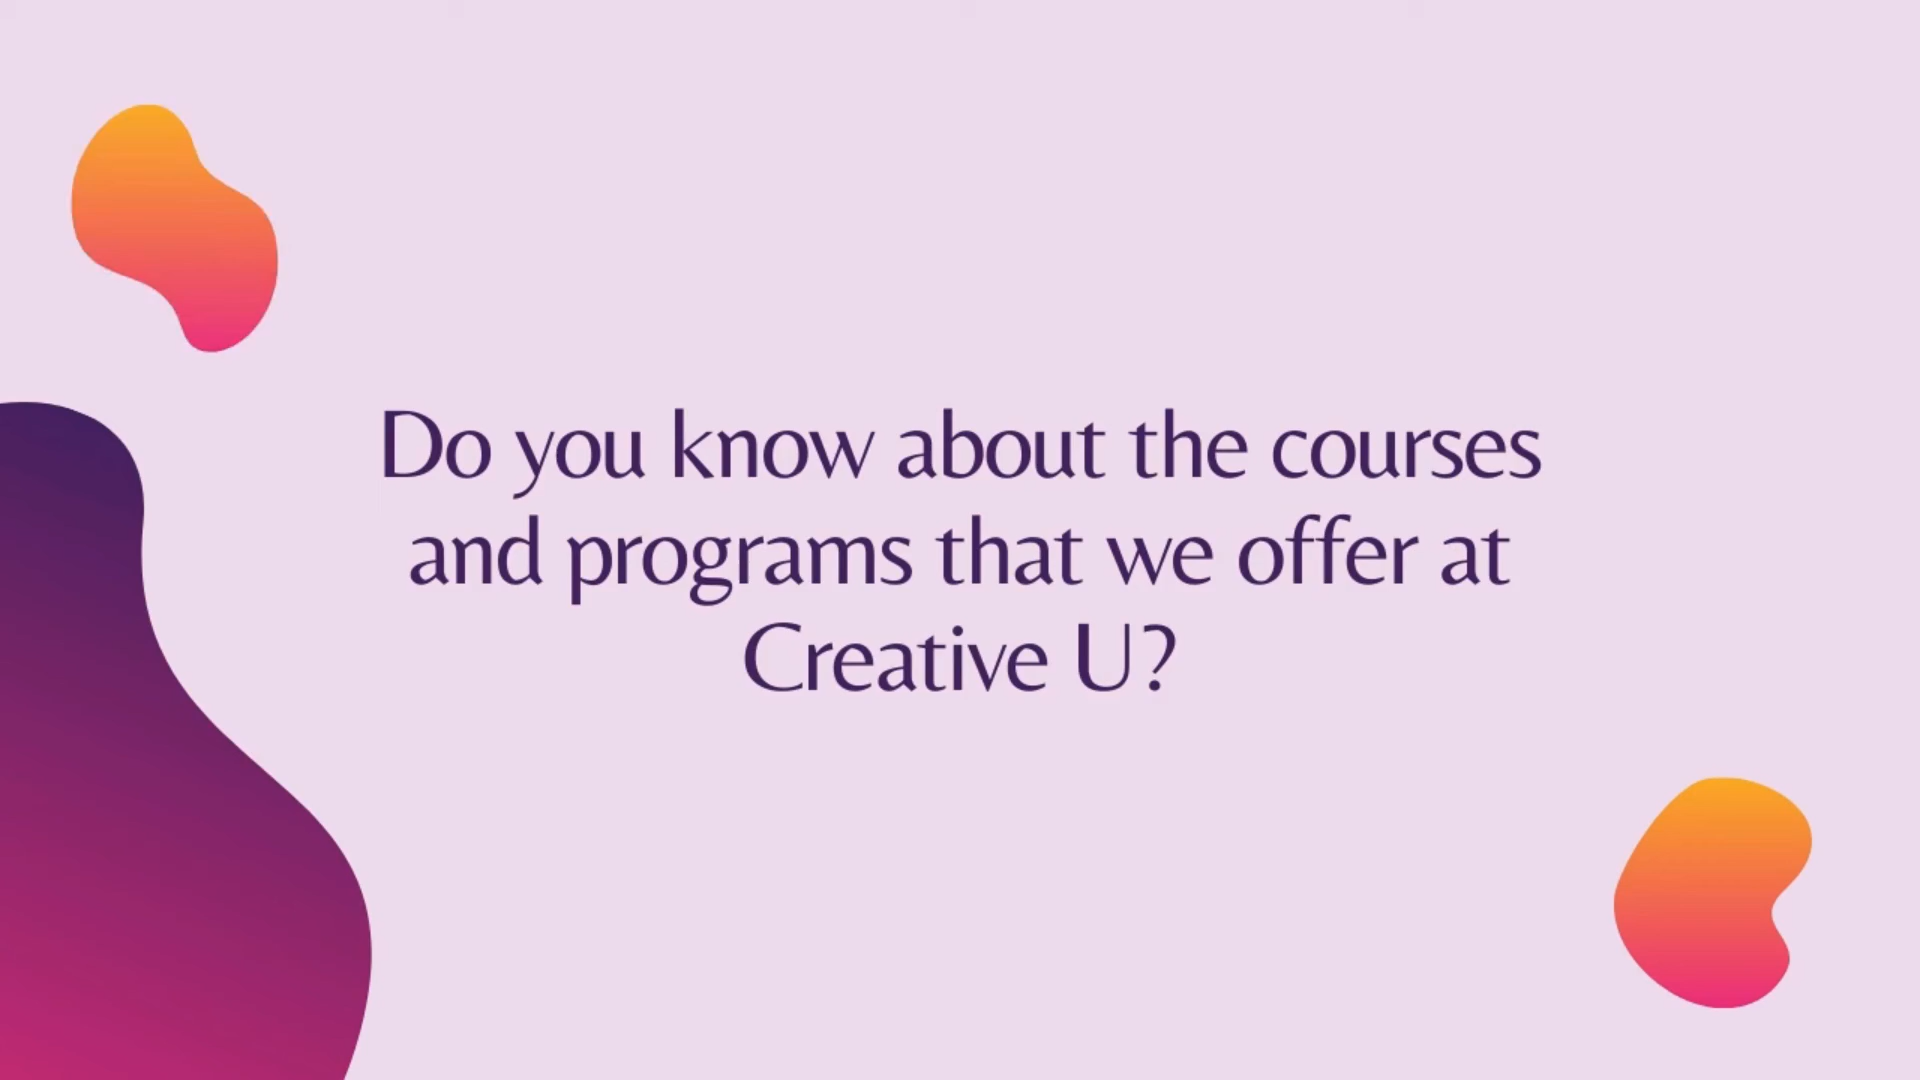 Do you know about the courses
and programs that we offer at
Creative U?